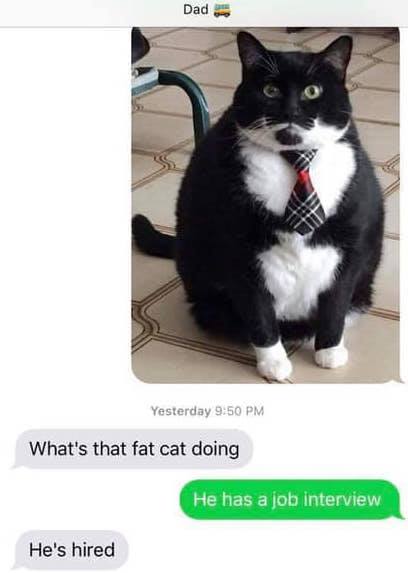 Dad 🚐
Yesterday 9:50 PM
What's that fat cat doing
He has a job interview
He's hired